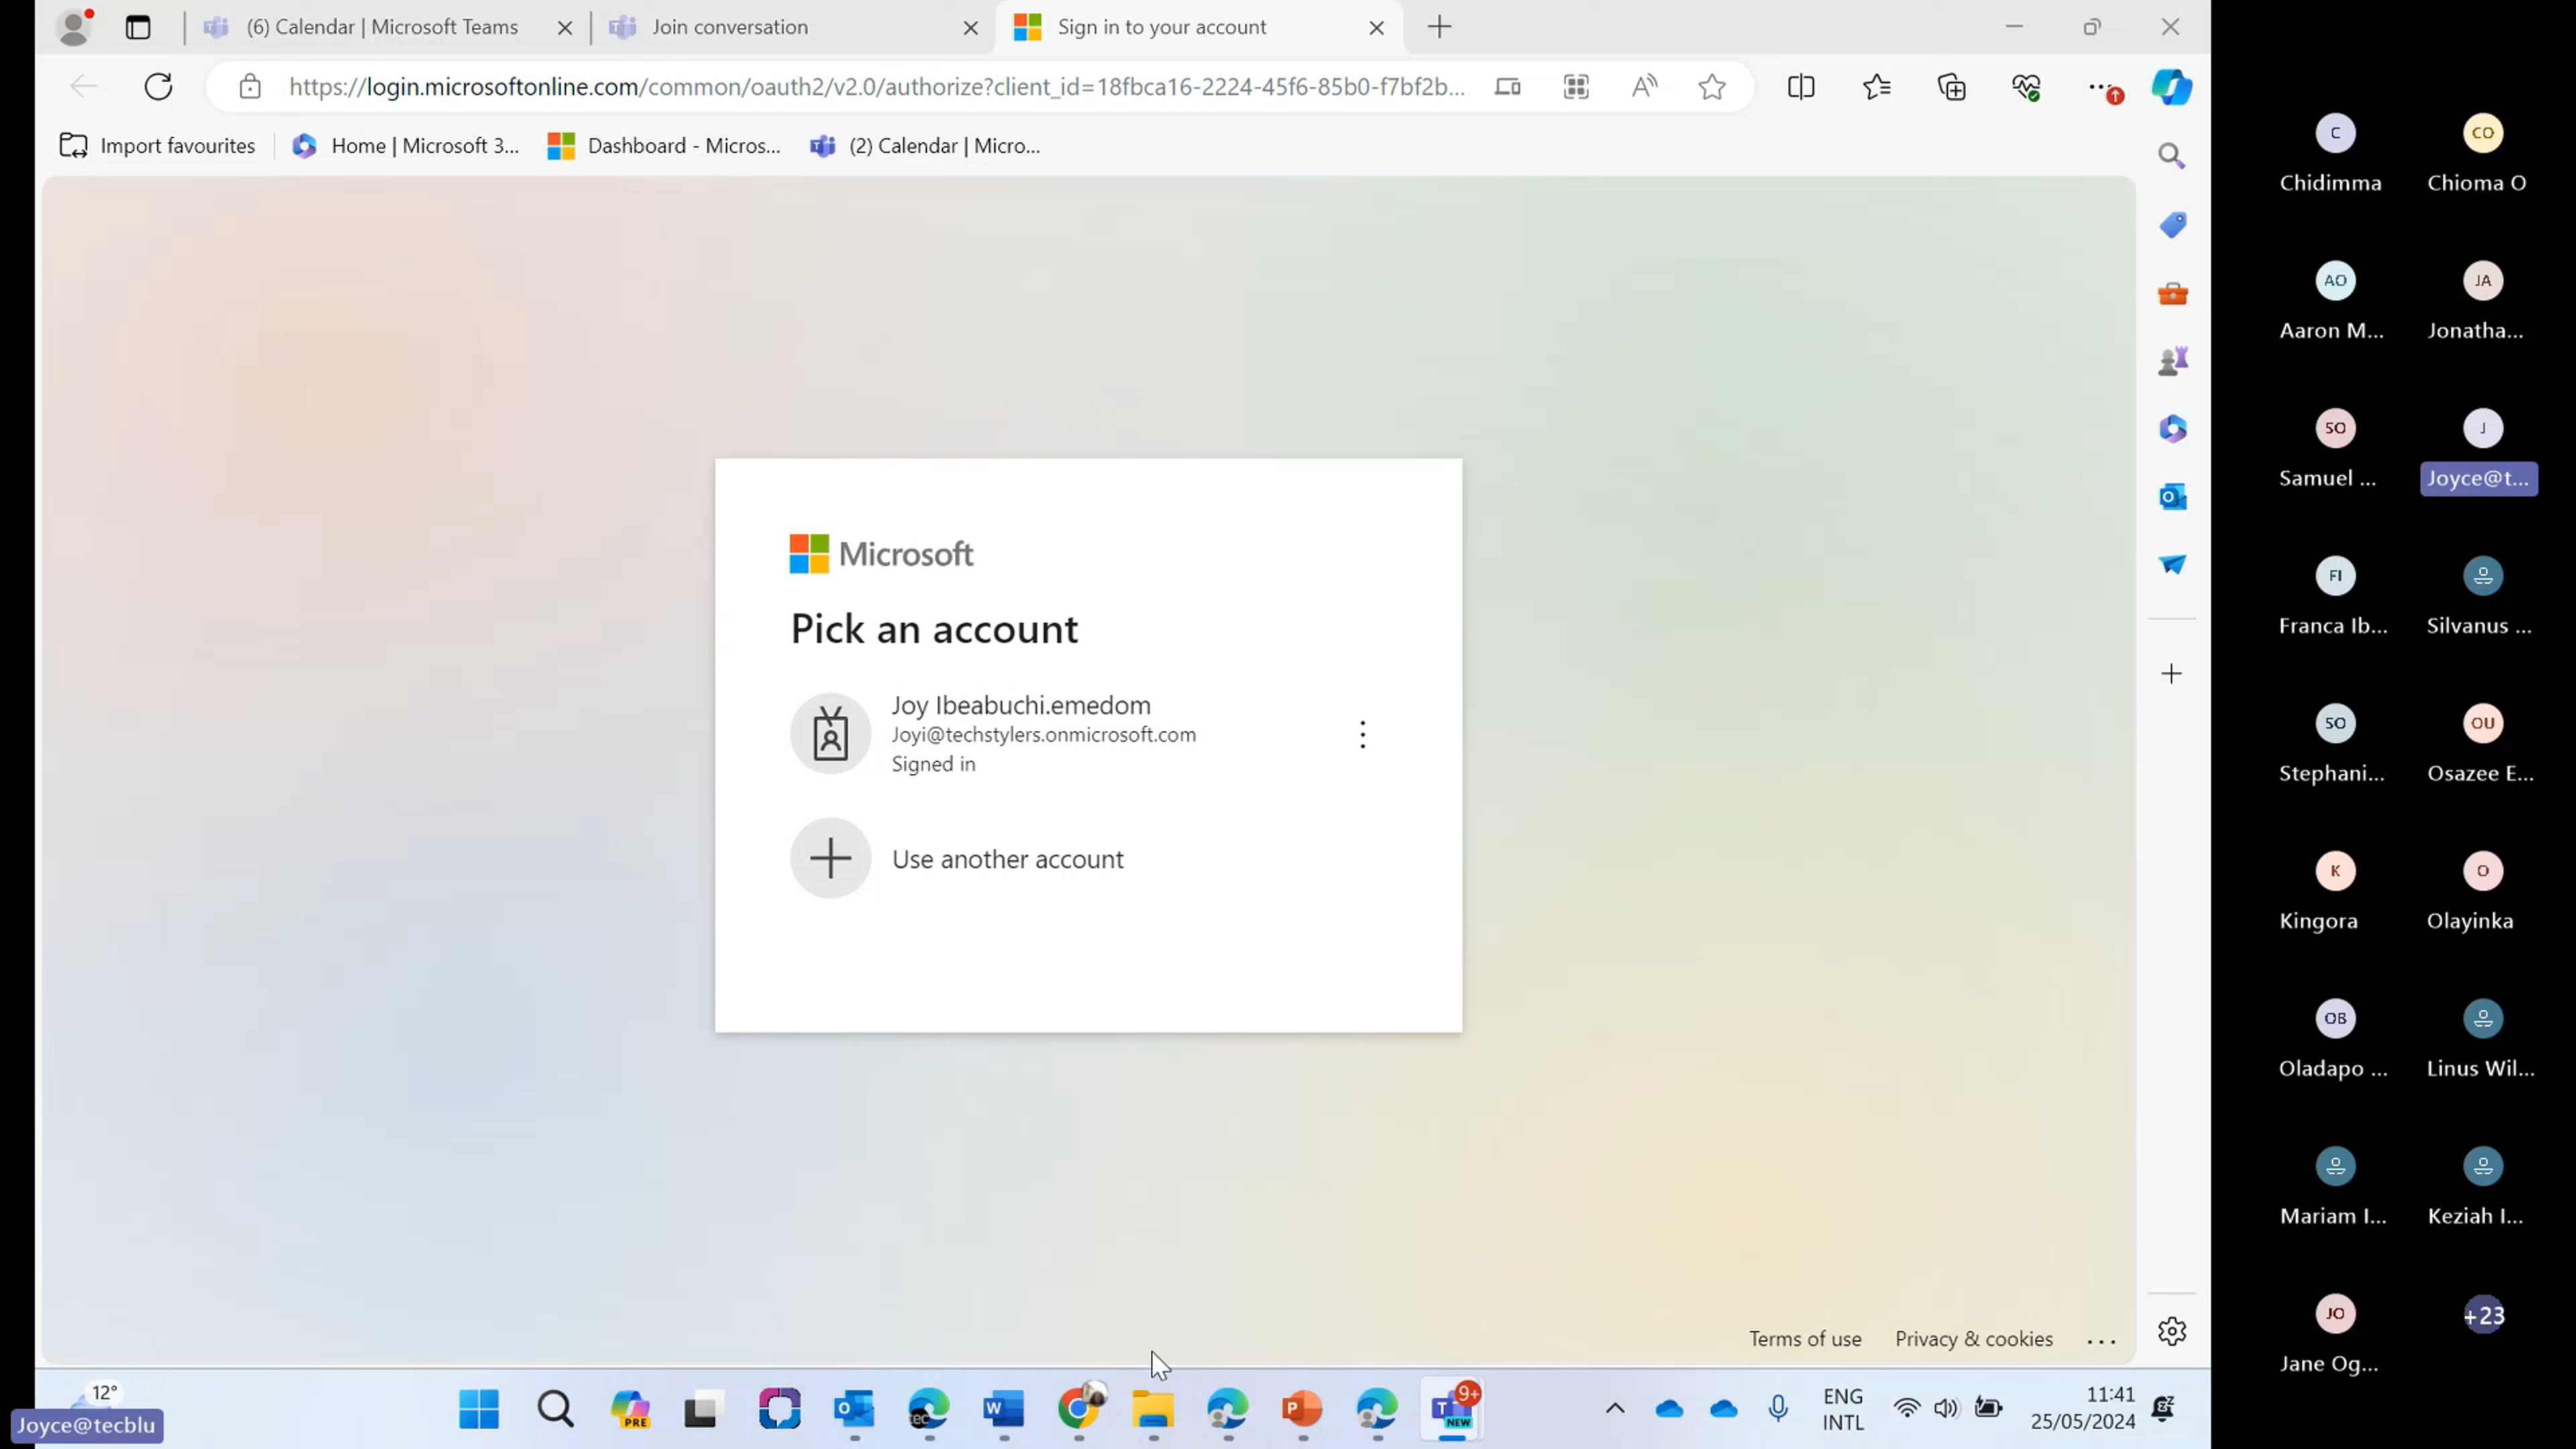 (6) Calendar | Microsoft Teams
Join conversation
Sign in to your account
https://login.microsoftonline.com/common/oauth2/v2.0/authorize?client_id=18fbca16-2224-45f6-85b0-f7bf2b...
Import favourites
Home | Microsoft 3...
Dashboard - Micros...
(2) Calendar | Micro...
Microsoft
Pick an account
Joy Ibeabuchi.emedom
Joyi@techstylers.onmicrosoft.com
Signed in
Use another account
Terms of use
Privacy & cookies
...
C
CO
Chidimma
Chioma O
AO
JA
Aaron M...
Jonatha...
SO
J
Samuel ...
Joyce@t...
FI
Franca Ib...
Silvanus ...
SO
OU
Stephani...
Osazee E...
K
O
Kingora
Olayinka
OB
Oladapo ...
Linus Wil...
Mariam I...
Keziah I...
JO
+23
Jane Og...
12°
Joyce@tecblu
PRE
O
tec
W
P
T
9+
NEW
ENG
INTL
11:41
25/05/2024